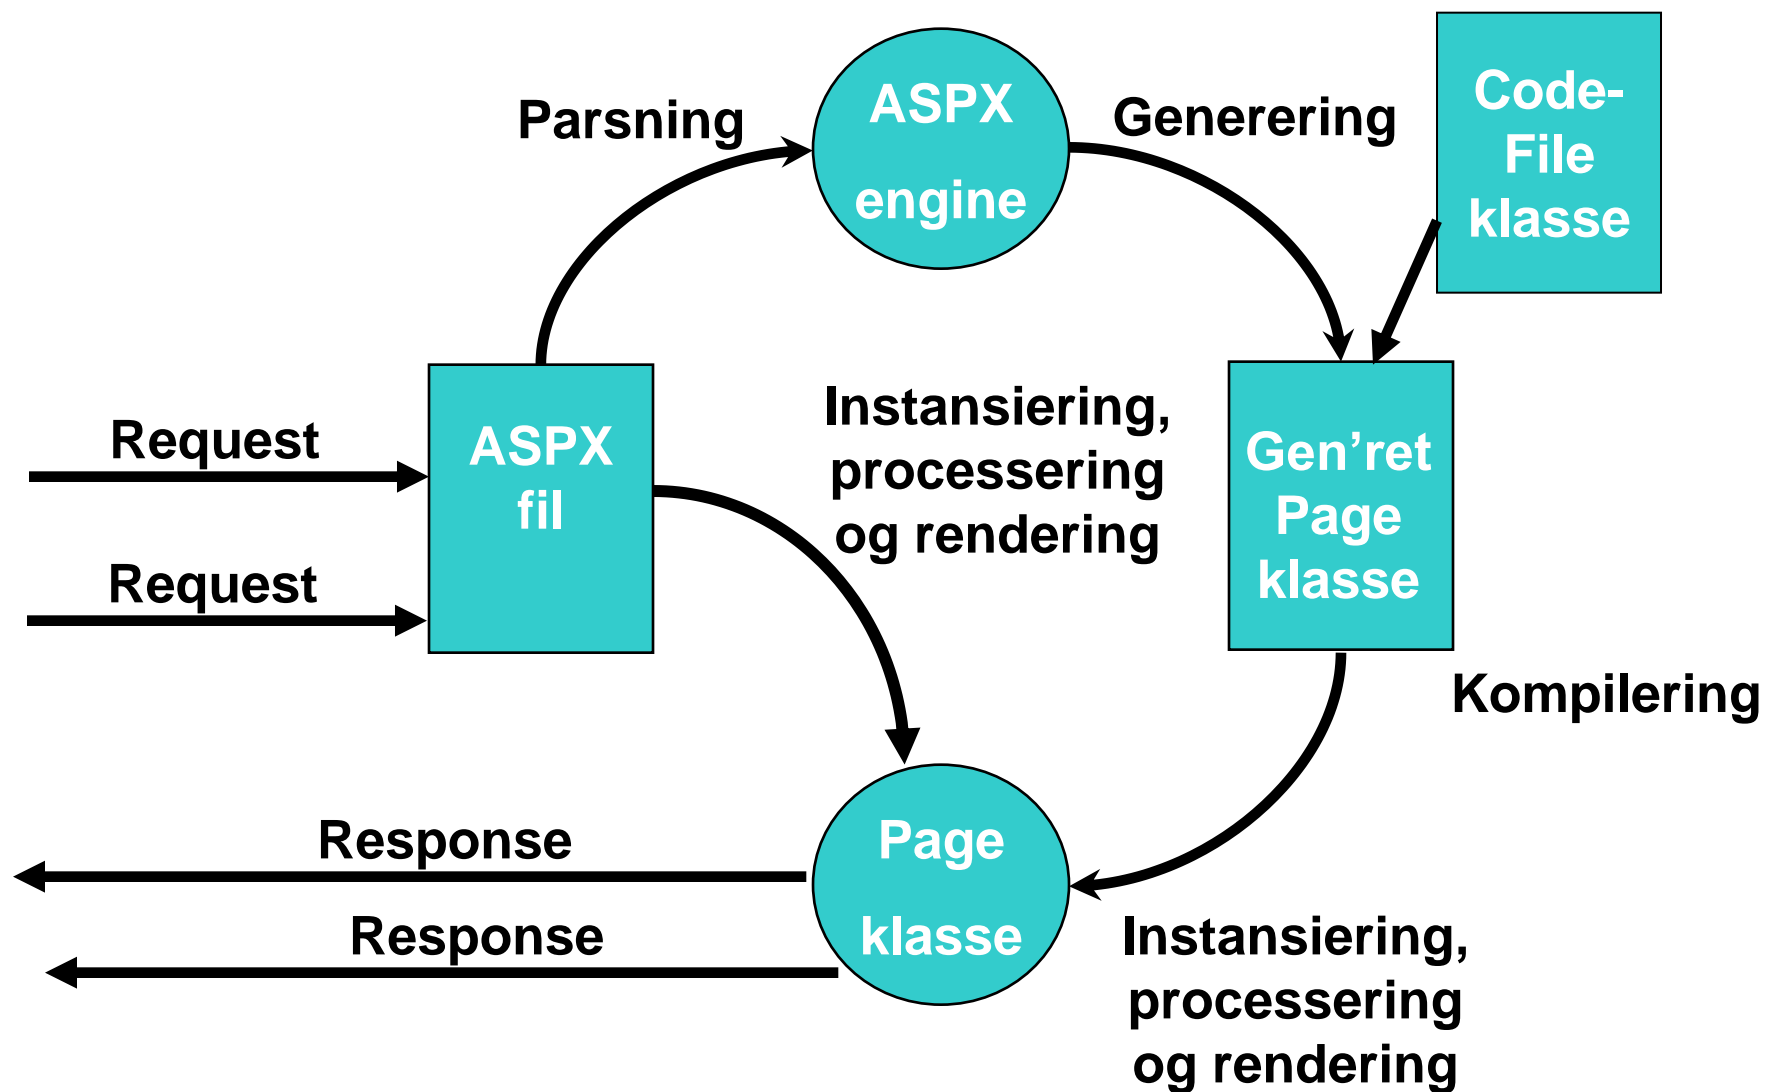 Parsning
ASPX
engine
Generering
Code-
File
klasse
Request
Request
ASPX
fil
Instansiering,
processering
og rendering
Gen’ret
Page
klasse
Kompilering
Response
Response
Page
klasse
Instansiering,
processering
og rendering